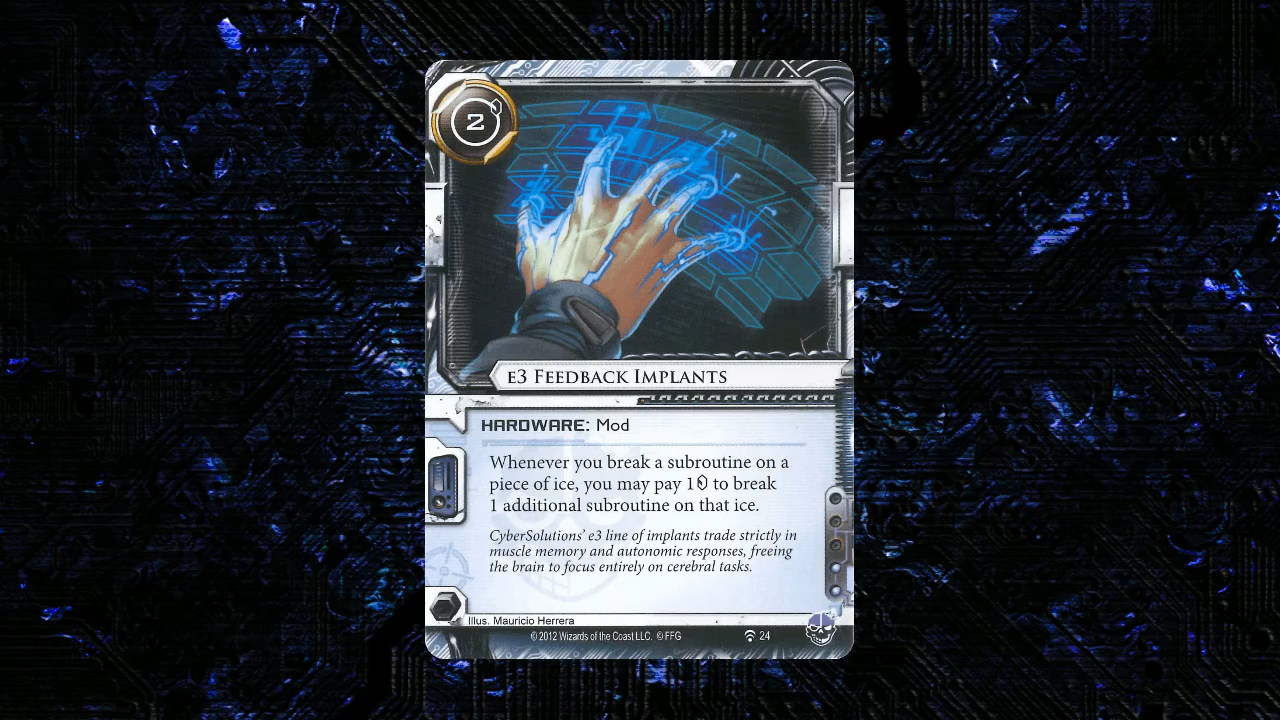 2
e3 Feedback Implants
HARDWARE: Mod
Whenever you break a subroutine on a
piece of ice, you may pay 1 to break
1 additional subroutine on that ice.
CyberSolutions' e3 line of implants trade strictly in
muscle memory and autonomic responses, freeing
the brain to focus entirely on cerebral tasks.
Illus. Mauricio Herrera
© 2012 Wizards of the Coast LLC. © FFG
24